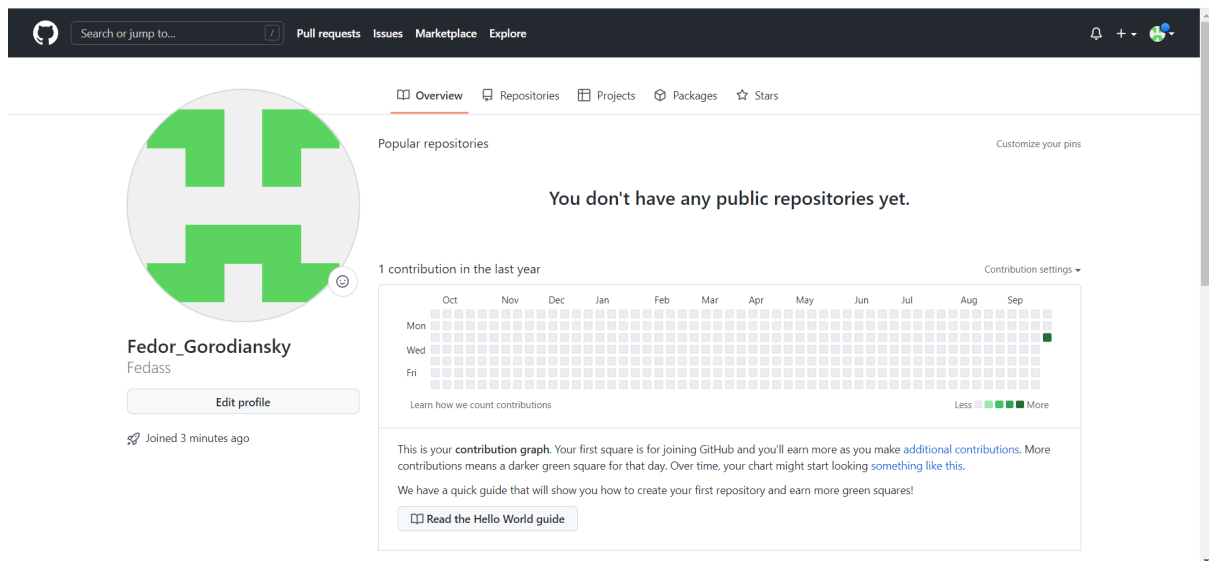 Search or jump to... /
Pull requests Issues Marketplace Explore
Overview Repositories Projects Packages Stars
Popular repositories
Customize your pins
You don't have any public repositories yet.
1 contribution in the last year
Contribution settings
Oct Nov Dec Jan Feb Mar Apr May Jun Jul Aug Sep
Mon
Wed
Fri
Learn how we count contributions
Less More
Fedor_Gorodiansky
Fedass
Edit profile
Joined 3 minutes ago
This is your contribution graph. Your first square is for joining GitHub and you'll earn more as you make additional contributions. More
contributions means a darker green square for that day. Over time, your chart might start looking something like this.
We have a quick guide that will show you how to create your first repository and earn more green squares!
Read the Hello World guide